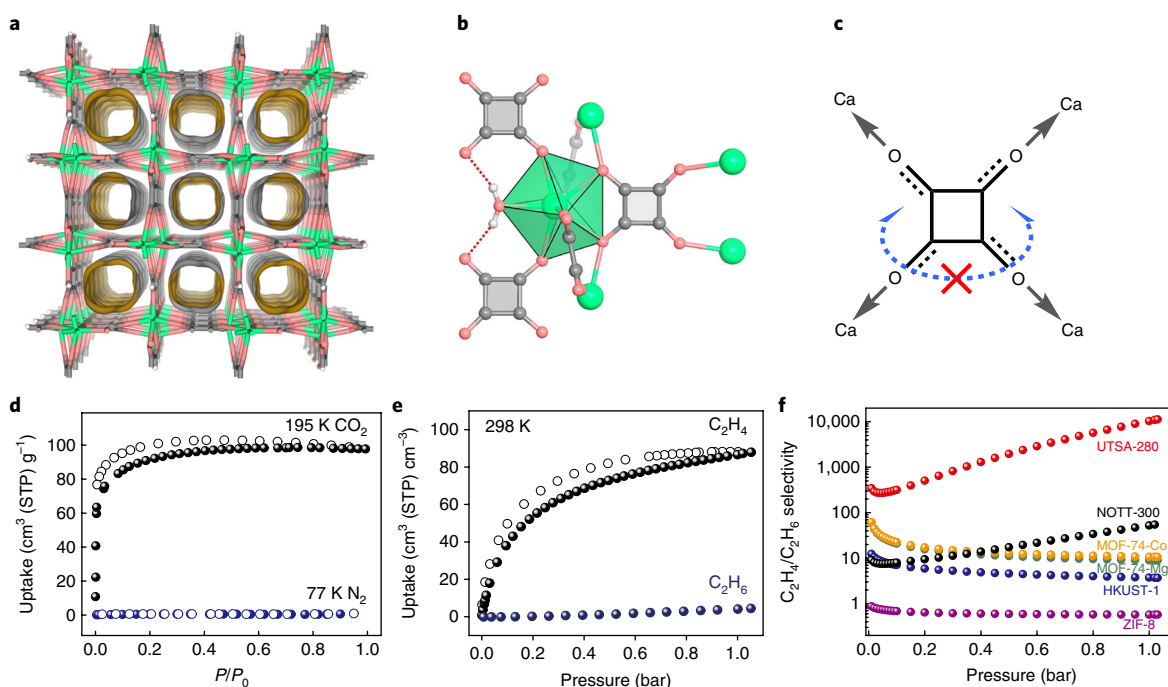 a
b
c
Ca
Ca
O
O
O
O
Ca
Ca
d
Uptake (cm³ (STP) g⁻¹)
120
100
80
60
40
20
0
195 K CO₂
77 K N₂
0.0 0.2 0.4 0.6 0.8 1.0
P/P₀
e
Uptake (cm³ (STP) cm⁻³)
120
100
80
60
40
20
0
298 K
C₂H₄
C₂H₆
0.0 0.2 0.4 0.6 0.8 1.0
Pressure (bar)
f
C₂H₄/C₂H₆ selectivity
10,000
1,000
100
10
1
UTSA-280
NOTT-300
MOF-74-Co
MOF-74-Mg
HKUST-1
ZIF-8
0.0 0.2 0.4 0.6 0.8 1.0
Pressure (bar)